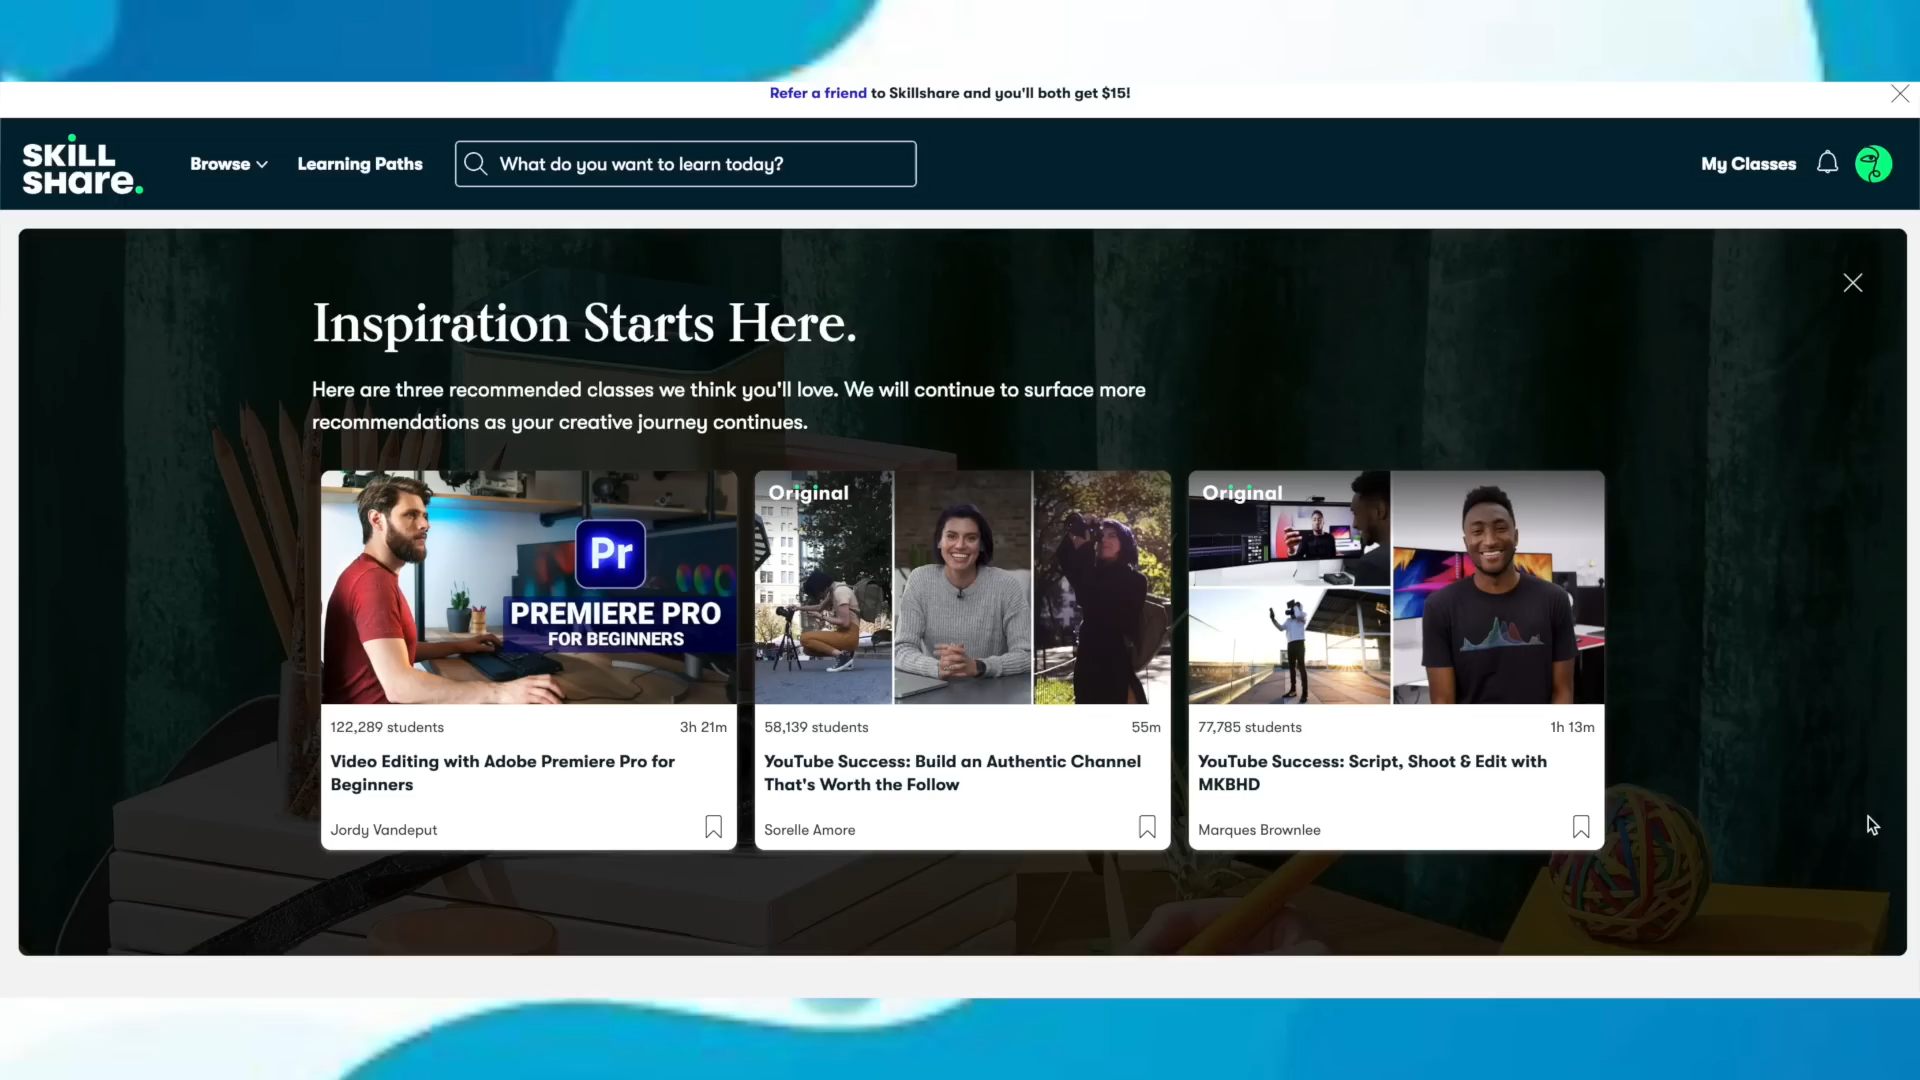 Refer a friend to Skillshare and you'll both get $15!
SKILL
SHare.
Browse
Learning Paths
What do you want to learn today?
My Classes
Inspiration Starts Here.
Here are three recommended classes we think you'll love. We will continue to surface more
recommendations as your creative journey continues.
Pr
PREMIERE PRO
FOR BEGINNERS
122,289 students
3h 21m
Video Editing with Adobe Premiere Pro for
Beginners
Jordy Vandeput
Original
58,139 students
55m
YouTube Success: Build an Authentic Channel
That's Worth the Follow
Sorelle Amore
Original
77,785 students
1h 13m
YouTube Success: Script, Shoot & Edit with
MKBHD
Marques Brownlee